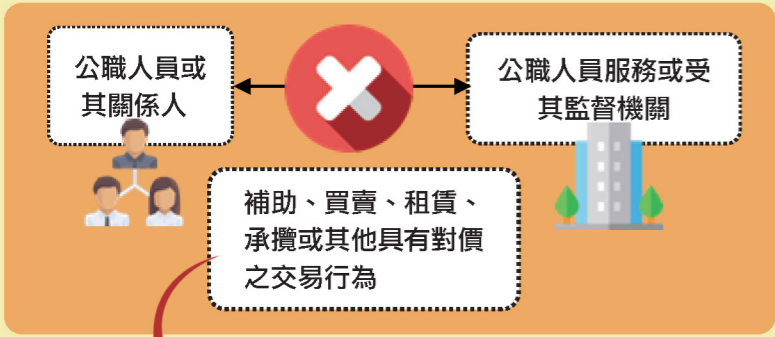 公職人員或
其關係人
公職人員服務或受
其監督機關
補助、買賣、租賃、
承攬或其他具有對價
之交易行為